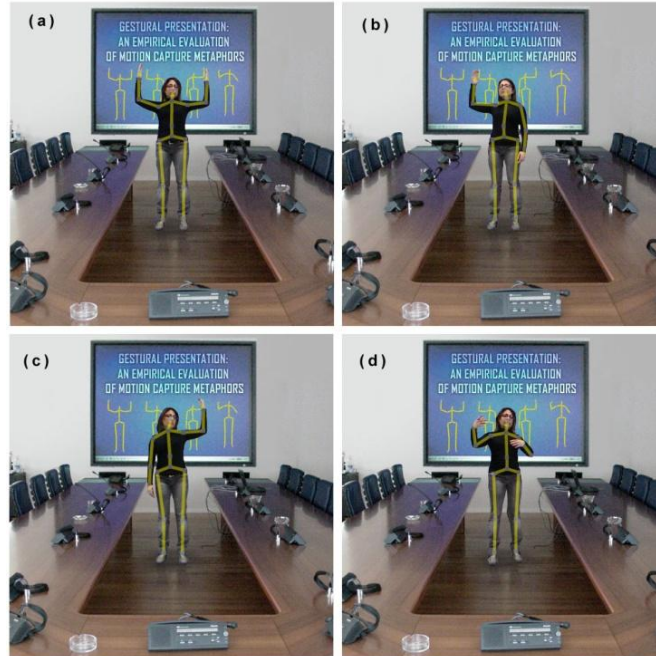 (a)
GESTURAL PRESENTATION:
AN EMPIRICAL EVALUATION
OF MOTION CAPTURE METAPHORS
(b)
GESTURAL PRESENTATION:
AN EMPIRICAL EVALUATION
OF MOTION CAPTURE METAPHORS
(c)
GESTURAL PRESENTATION:
AN EMPIRICAL EVALUATION
OF MOTION CAPTURE METAPHORS
(d)
GESTURAL PRESENTATION:
AN EMPIRICAL EVALUATION
OF MOTION CAPTURE METAPHORS